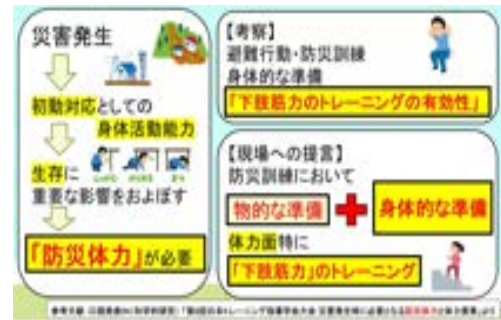 災害発生
初動対応としての
身体活動能力
生存に
重要な影響をおよぼす
「防災体力」が必要
【考察】
避難行動・防災訓練
身体的な準備
「下肢筋力のトレーニングの有効性」
【現場への提言】
防災訓練において
物的な準備
身体的な準備
体力面特に
「下肢筋力」のトレーニング